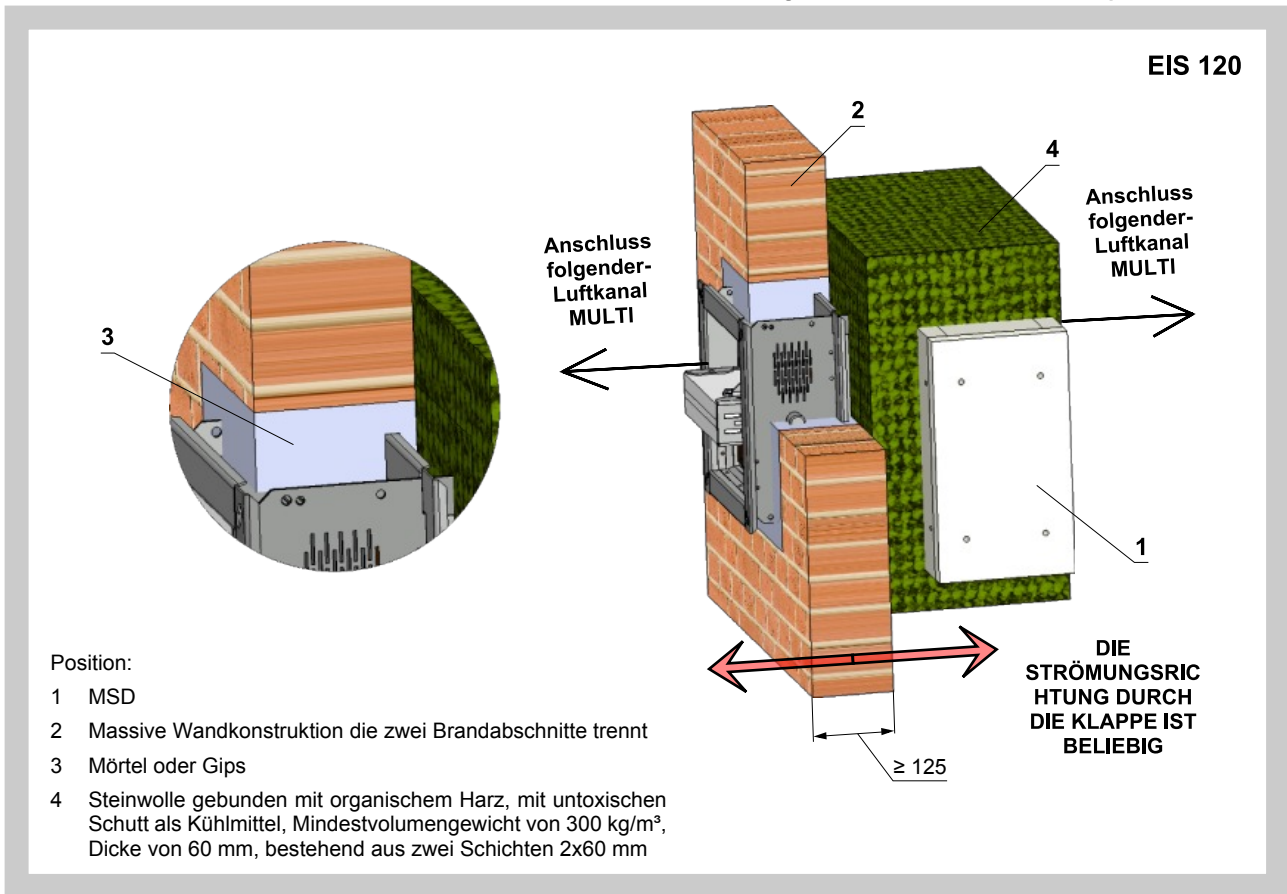 EIS 120
2
4
Anschluss
folgender-
Luftkanal
MULTI
Anschluss
folgender-
Luftkanal
MULTI
3
1
DIE
STRÖMUNGSRIC
HTUNG DURCH
DIE KLAPPE IST
BELIEBIG
≥ 125
Position:
1 MSD
2 Massive Wandkonstruktion die zwei Brandabschnitte trennt
3 Mörtel oder Gips
4 Steinwolle gebunden mit organischem Harz, mit untoxischen
Schutt als Kühlmittel, Mindestvolumengewicht von 300 kg/m³,
Dicke von 60 mm, bestehend aus zwei Schichten 2x60 mm